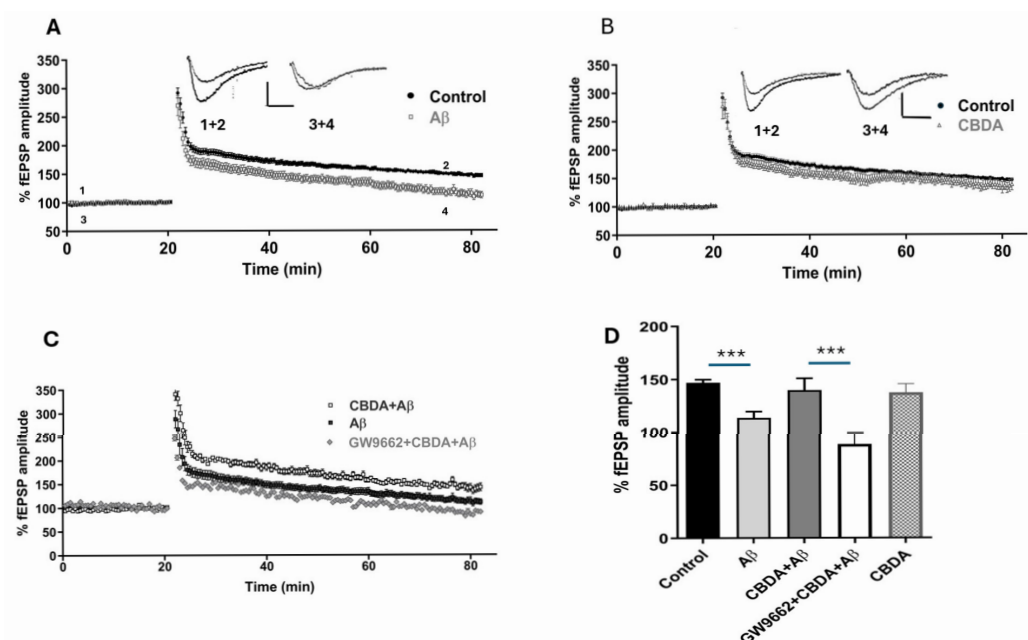 A
% fEPSP amplitude
350
300
250
200
150
100
50
0
20
40
60
80
Time (min)
1+2
3+4
Control
Aβ
1
2
3
4
B
% fEPSP amplitude
350
300
250
200
150
100
50
0
20
40
60
80
Time (min)
1+2
3+4
Control
CBDA
C
% fEPSP amplitude
350
300
250
200
150
100
50
0
0
20
40
60
80
Time (min)
CBDA+Aβ
Aβ
GW9662+CBDA+Aβ
D
% fEPSP amplitude
200
150
100
50
0
***
***
Control
Aβ
CBDA+Aβ
GW9662+CBDA+Aβ
CBDA